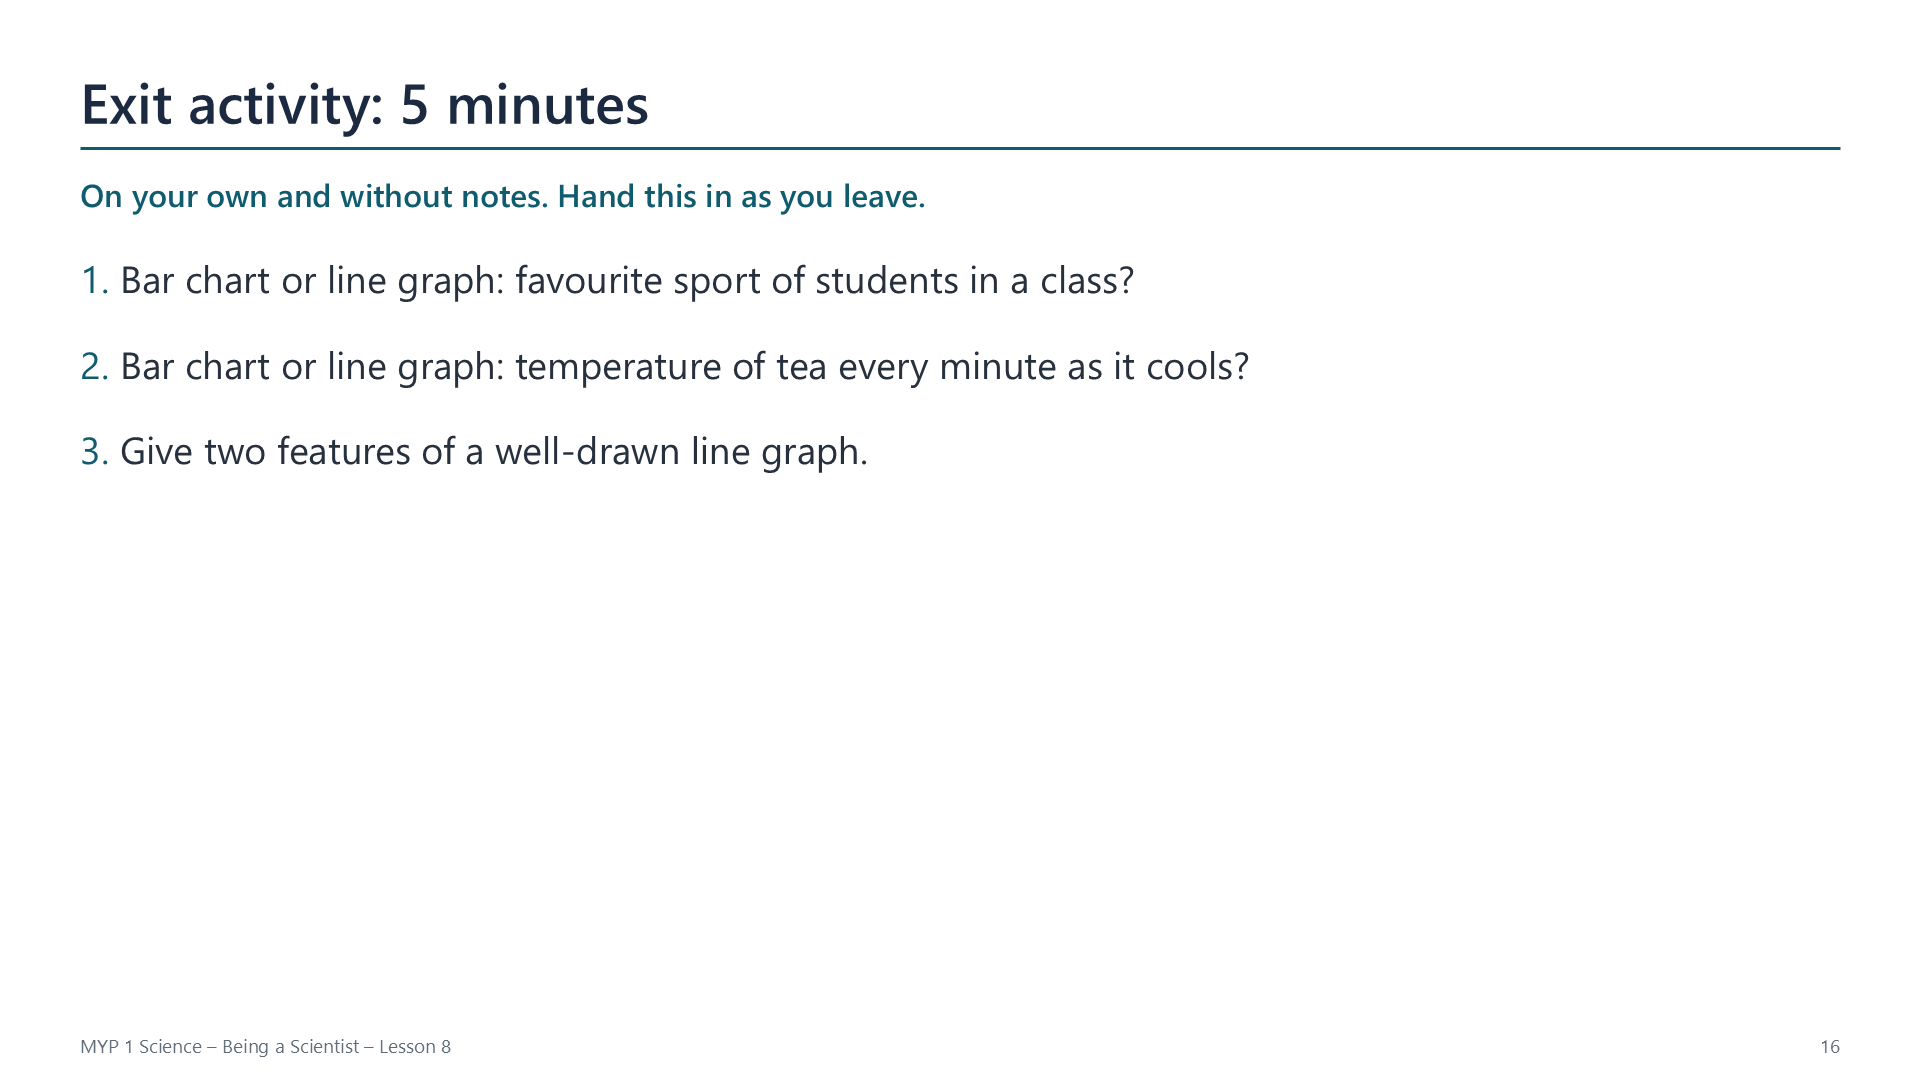 Exit activity: 5 minutes
On your own and without notes. Hand this in as you leave.
1. Bar chart or line graph: favourite sport of students in a class?
2. Bar chart or line graph: temperature of tea every minute as it cools?
3. Give two features of a well-drawn line graph.
MYP 1 Science – Being a Scientist – Lesson 8
16